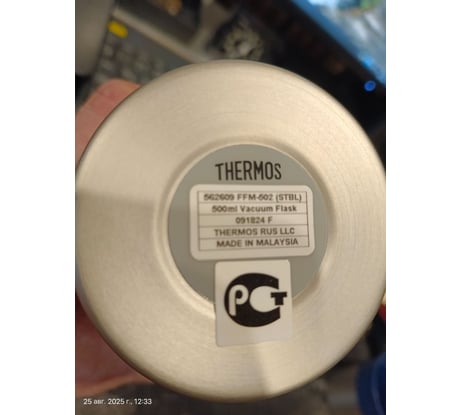 THERMOS
562609 FFM-502 (STBL)
500ml Vacuum Flask
091824 F
THERMOS RUS LLC
MADE IN MALAYSIA
РСТ
25 авг. 2025 г., 12:33